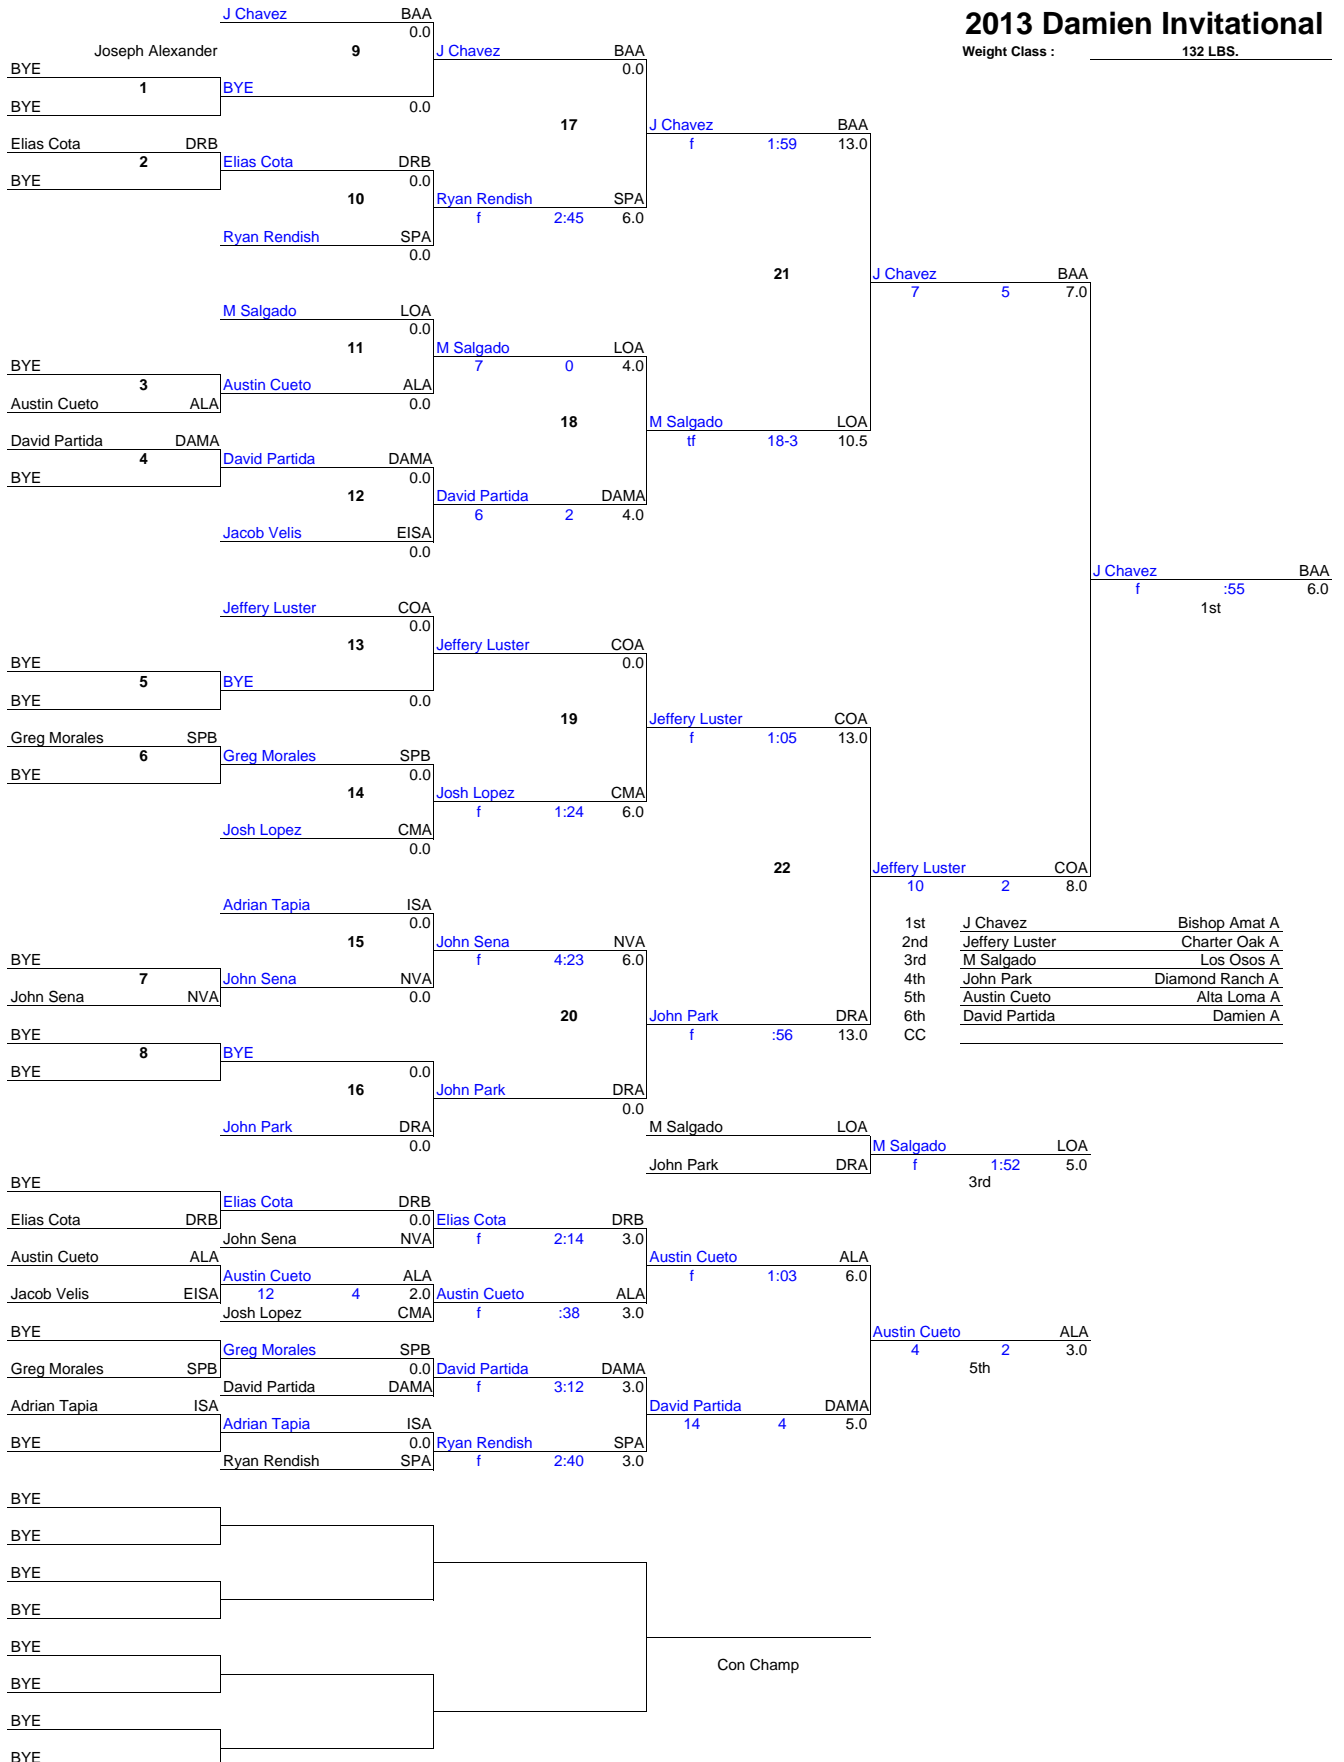 J Chavez BAA
2013 Damien Invitational
0.0
Joseph Alexander 9 J Chavez BAA Weight Class : 132 LBS.
BYE 0.0
1 BYE
BYE 0.0
17 J Chavez BAA
Elias Cota DRB f 1:59 13.0
2 Elias Cota DRB
BYE 0.0
10 Ryan Rendish SPA
f 2:45 6.0
Ryan Rendish SPA
0.0
21 J Chavez BAA
7 5 7.0
M Salgado LOA
0.0
11 M Salgado LOA
BYE 7 0 4.0
3 Austin Cueto ALA
Austin Cueto ALA 0.0
18 M Salgado LOA
David Partida DAMA tf 18-3 10.5
4 David Partida DAMA
BYE 0.0
12 David Partida DAMA
6 2 4.0
Jacob Velis EISA
0.0
J Chavez BAA
f :55 6.0
Jeffery Luster COA 1st
0.0
13 Jeffery Luster COA
BYE 0.0
5 BYE
BYE 0.0
19 Jeffery Luster COA
Greg Morales SPB f 1:05 13.0
6 Greg Morales SPB
BYE 0.0
14 Josh Lopez CMA
f 1:24 6.0
Josh Lopez CMA
0.0
22 Jeffery Luster COA
10 2 8.0
Adrian Tapia ISA
0.0 1st J Chavez Bishop Amat A
15 John Sena NVA 2nd Jeffery Luster Charter Oak A
BYE f 4:23 6.0 3rd M Salgado Los Osos A
7 John Sena NVA 4th John Park Diamond Ranch A
John Sena NVA 0.0 5th Austin Cueto Alta Loma A
20 John Park DRA 6th David Partida Damien A
BYE f :56 13.0 CC
8 BYE
BYE 0.0
16 John Park DRA
0.0
John Park DRA M Salgado LOA
0.0 M Salgado LOA
John Park DRA f 1:52 5.0
BYE 3rd
Elias Cota DRB
Elias Cota DRB 0.0 Elias Cota DRB
John Sena NVA f 2:14 3.0
Austin Cueto ALA Austin Cueto ALA
Austin Cueto ALA f 1:03 6.0
Jacob Velis EISA 12 4 2.0 Austin Cueto ALA
Josh Lopez CMA f :38 3.0
BYE Austin Cueto ALA
Greg Morales SPB 4 2 3.0
Greg Morales SPB 0.0 David Partida DAMA 5th
David Partida DAMA f 3:12 3.0
Adrian Tapia ISA David Partida DAMA
Adrian Tapia ISA 14 4 5.0
BYE 0.0 Ryan Rendish SPA
Ryan Rendish SPA f 2:40 3.0
BYE
BYE
BYE
BYE
BYE
Con Champ
BYE
BYE
BYE